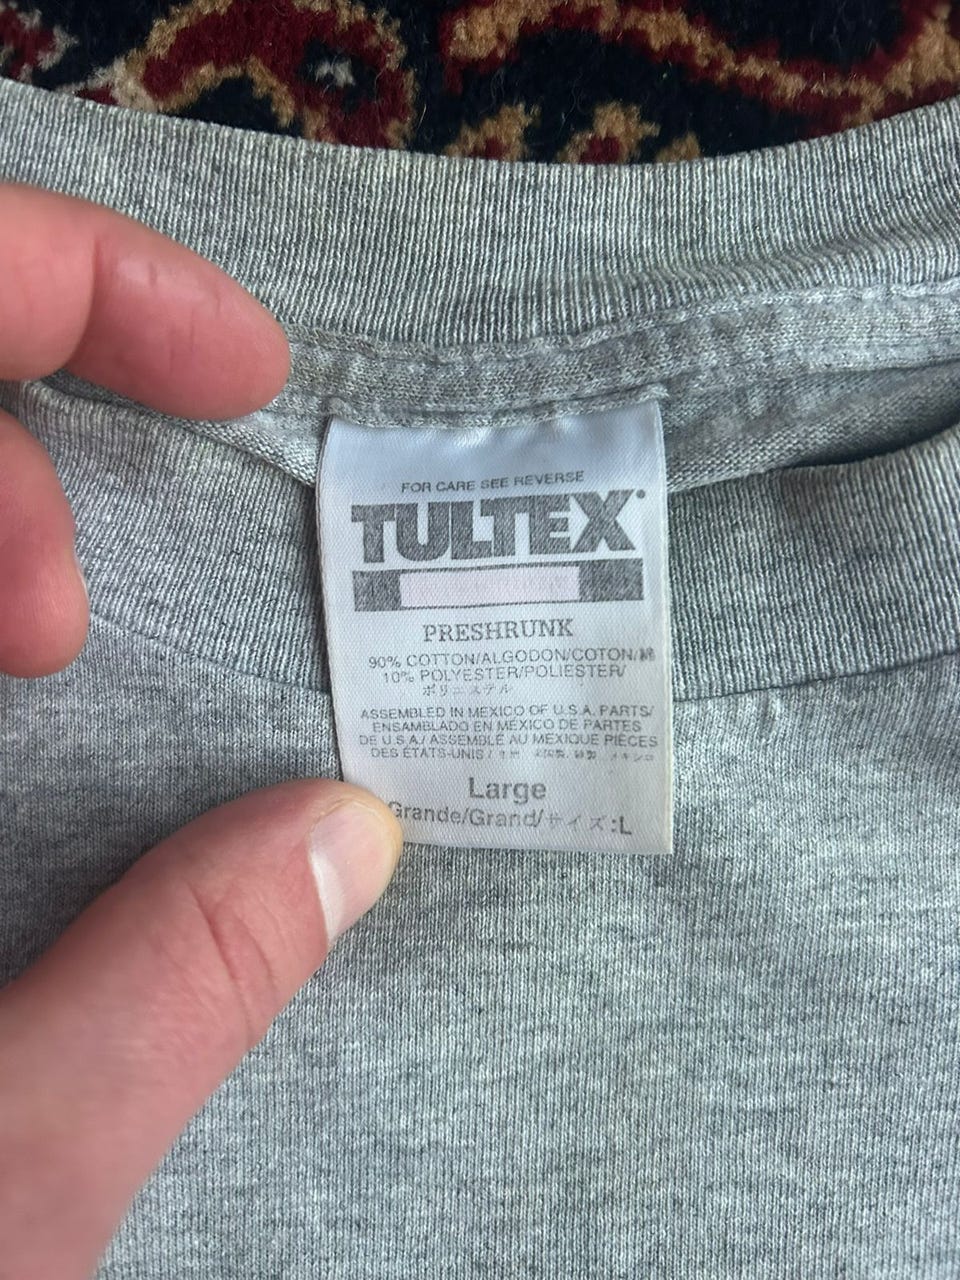 FOR CARE SEE REVERSE
TULTEX®
PRESHRUNK
90% COTTON/ALGODON/COTON/綿
10% POLYESTER/POLIESTER/
ポリエステル
ASSEMBLED IN MEXICO OF U.S.A. PARTS/
ENSAMBLADO EN MEXICO DE PARTES
DE U.S.A./ ASSEMBLÉ AU MEXIQUE PIÈCES
DES ÉTATS-UNIS /
Large
Grande/Grand/サイズ:L